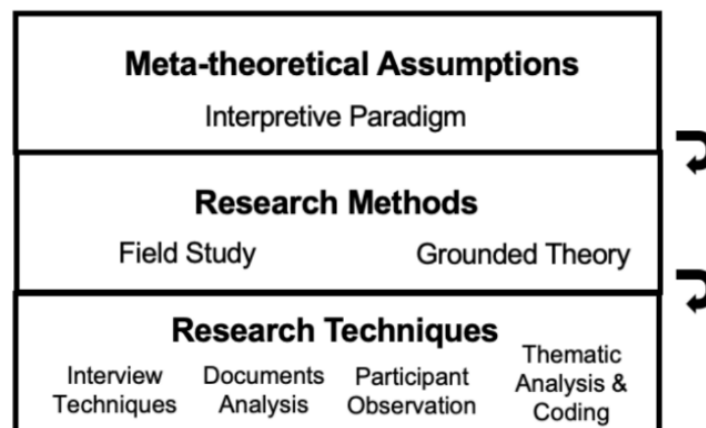 Meta-theoretical Assumptions
Interpretive Paradigm
Research Methods
Field Study
Grounded Theory
Research Techniques
Interview
Techniques
Documents
Analysis
Participant
Observation
Thematic
Analysis &
Coding